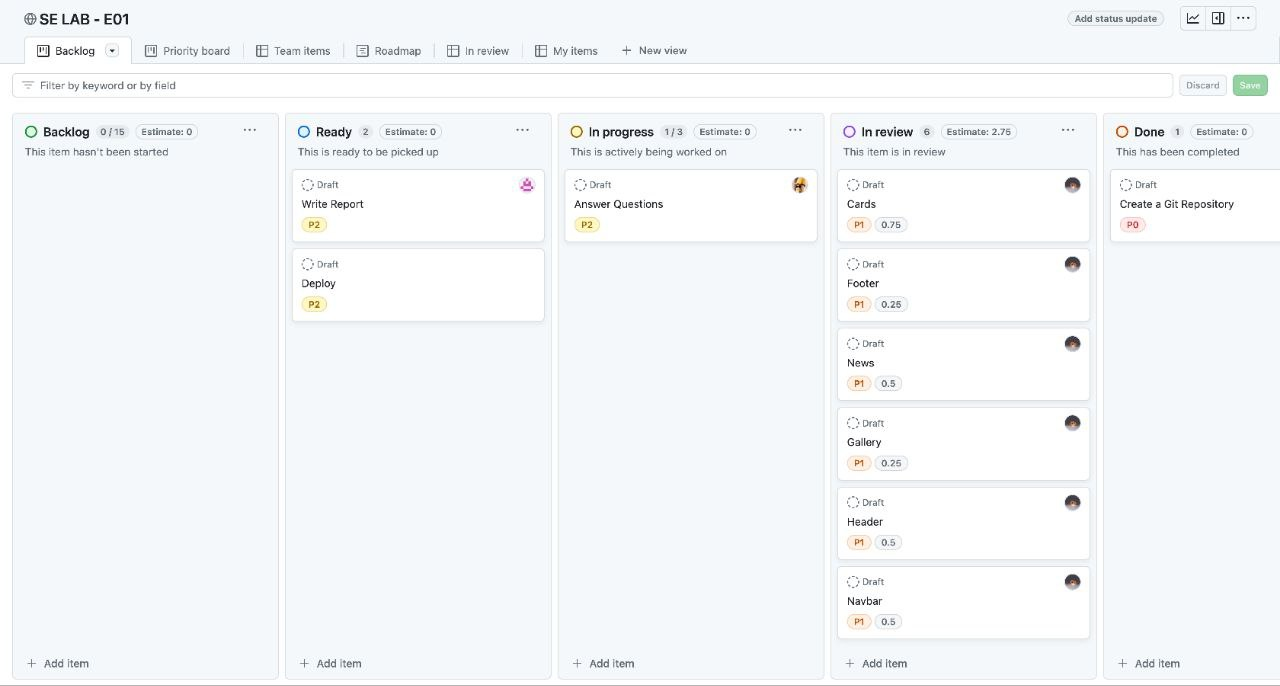 SE LAB - E01
Add status update
Backlog
Priority board
Team items
Roadmap
In review
My items
New view
Filter by keyword or by field
Discard
Save
Backlog 0 / 15 Estimate: 0
This item hasn't been started
Add item
Ready 2 Estimate: 0
This is ready to be picked up
Draft
Write Report
P2
Draft
Deploy
P2
Add item
In progress 1 / 3 Estimate: 0
This is actively being worked on
Draft
Answer Questions
P2
Add item
In review 6 Estimate: 2.75
This item is in review
Draft
Cards
P1 0.75
Draft
Footer
P1 0.25
Draft
News
P1 0.5
Draft
Gallery
P1 0.25
Draft
Header
P1 0.5
Draft
Navbar
P1 0.5
Add item
Done 1 Estimate: 0
This has been completed
Draft
Create a Git Repository
P0
Add item